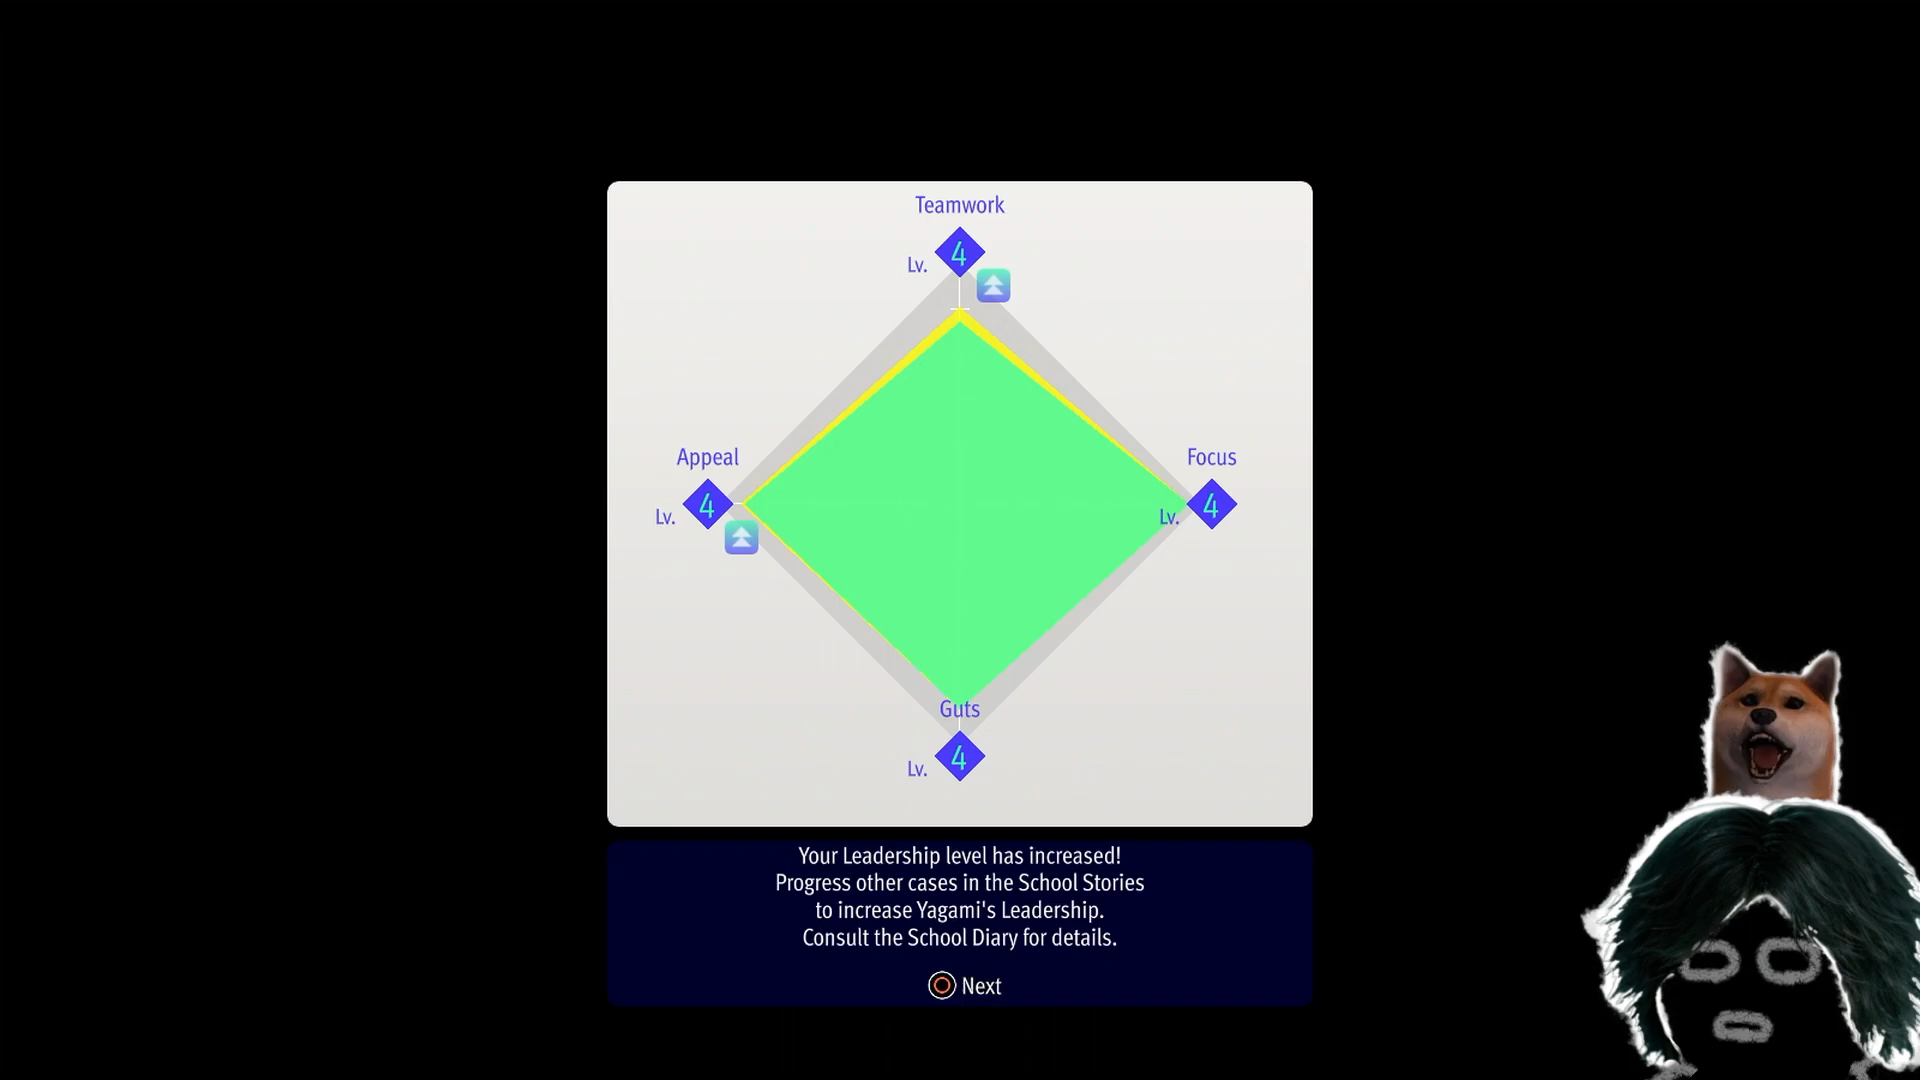 Teamwork
Lv. 4
Appeal
Lv. 4
Focus
Lv. 4
Guts
Lv. 4
Your Leadership level has increased!
Progress other cases in the School Stories
to increase Yagami's Leadership.
Consult the School Diary for details.
Next